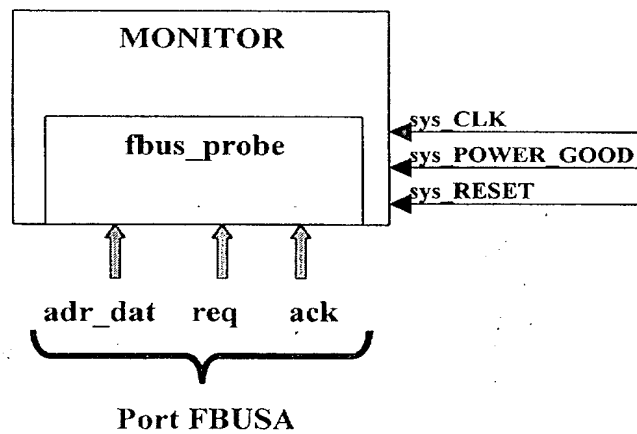 MONITOR
fbus_probe
sys_CLK
sys_POWER_GOOD
sys_RESET
adr_dat req ack
Port FBUSA